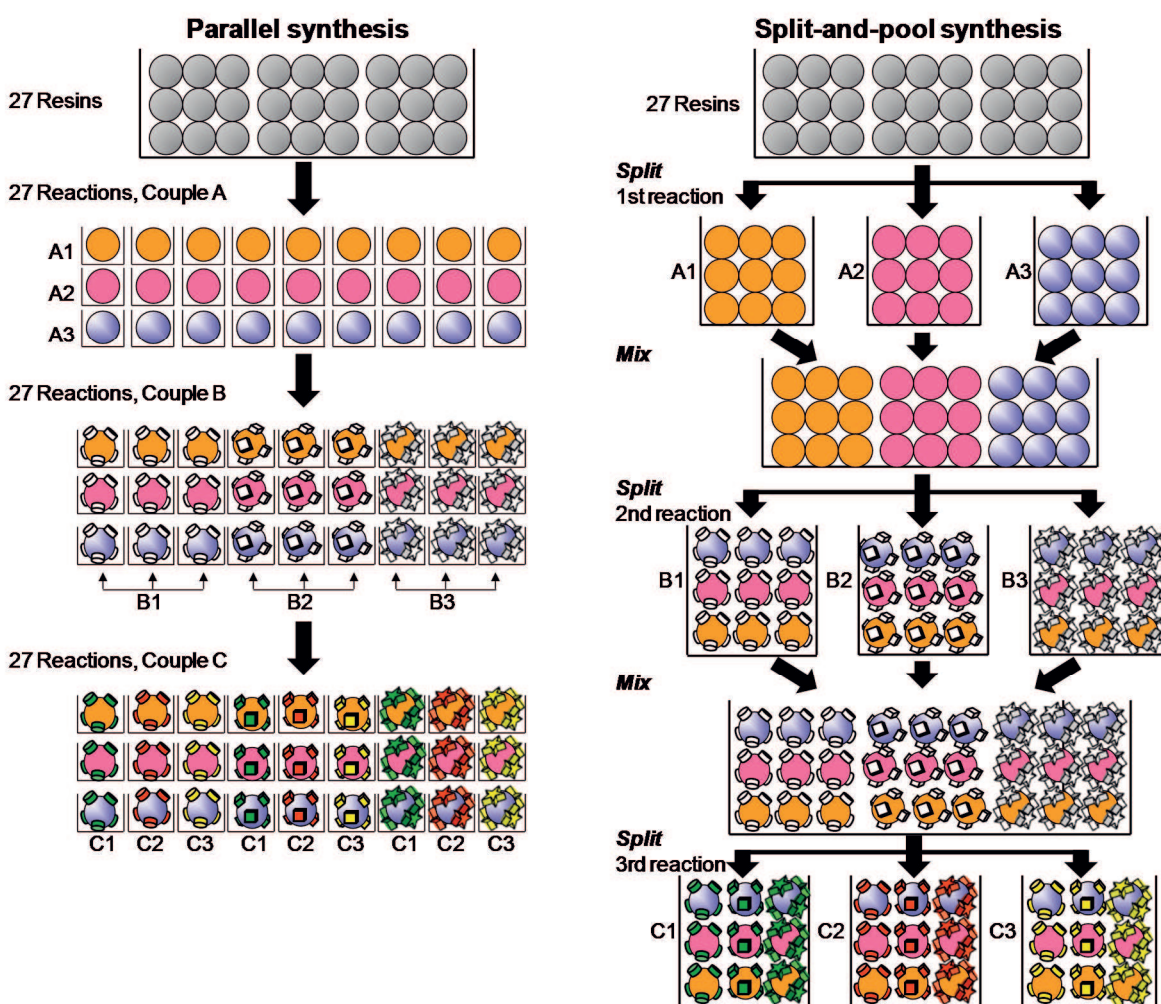 Parallel synthesis
27 Resins
27 Reactions, Couple A
A1
A2
A3
27 Reactions, Couple B
B1 B2 B3
27 Reactions, Couple C
C1 C2 C3 C1 C2 C3 C1 C2 C3
Split-and-pool synthesis
27 Resins
Split
1st reaction
A1 A2 A3
Mix
Split
2nd reaction
B1 B2 B3
Mix
Split
3rd reaction
C1 C2 C3